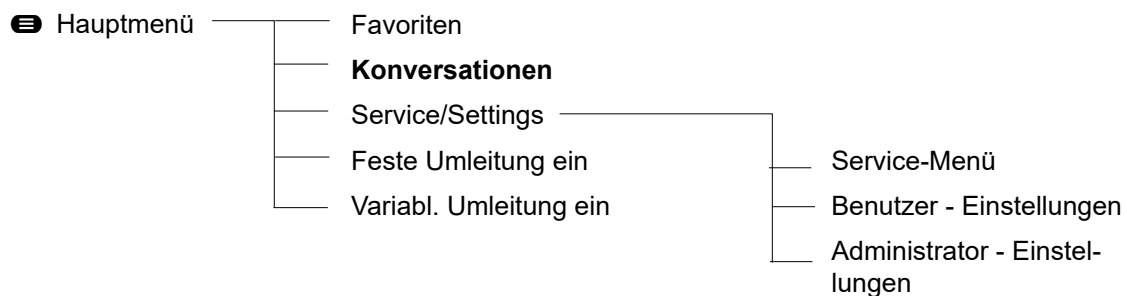 Hauptmenü
Favoriten
Konversationen
Service/Settings
Feste Umleitung ein
Variabl. Umleitung ein
Service-Menü
Benutzer - Einstellungen
Administrator - Einstel-
lungen